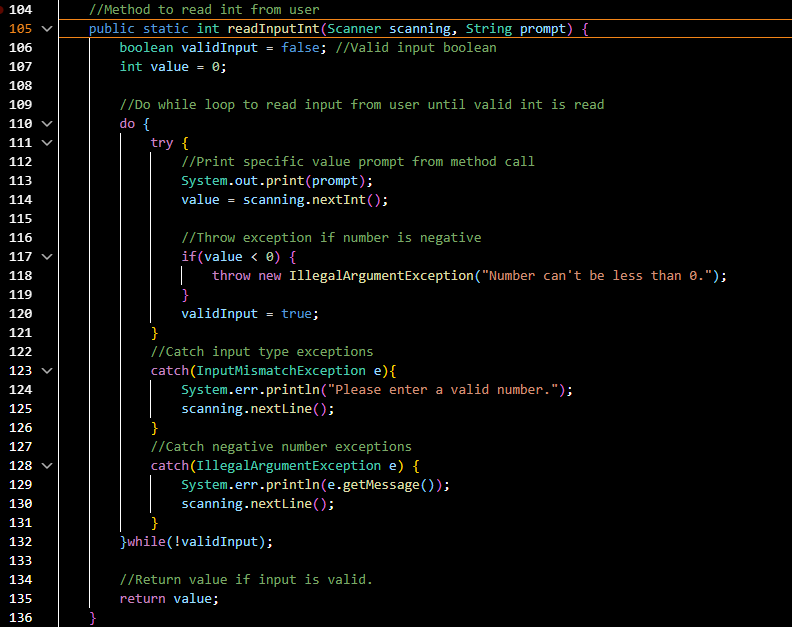 104 //Method to read int from user
105 public static int readInputInt(Scanner scanning, String prompt) {
106 boolean validInput = false; //Valid input boolean
107 int value = 0;
108
109 //Do while loop to read input from user until valid int is read
110 do {
111 try {
112 //Print specific value prompt from method call
113 System.out.print(prompt);
114 value = scanning.nextInt();
115
116 //Throw exception if number is negative
117 if(value < 0) {
118 throw new IllegalArgumentException("Number can't be less than 0.");
119 }
120 validInput = true;
121 }
122 //Catch input type exceptions
123 catch(InputMismatchException e){
124 System.err.println("Please enter a valid number.");
125 scanning.nextLine();
126 }
127 //Catch negative number exceptions
128 catch(IllegalArgumentException e) {
129 System.err.println(e.getMessage());
130 scanning.nextLine();
131 }
132 }while(!validInput);
133
134 //Return value if input is valid.
135 return value;
136 }